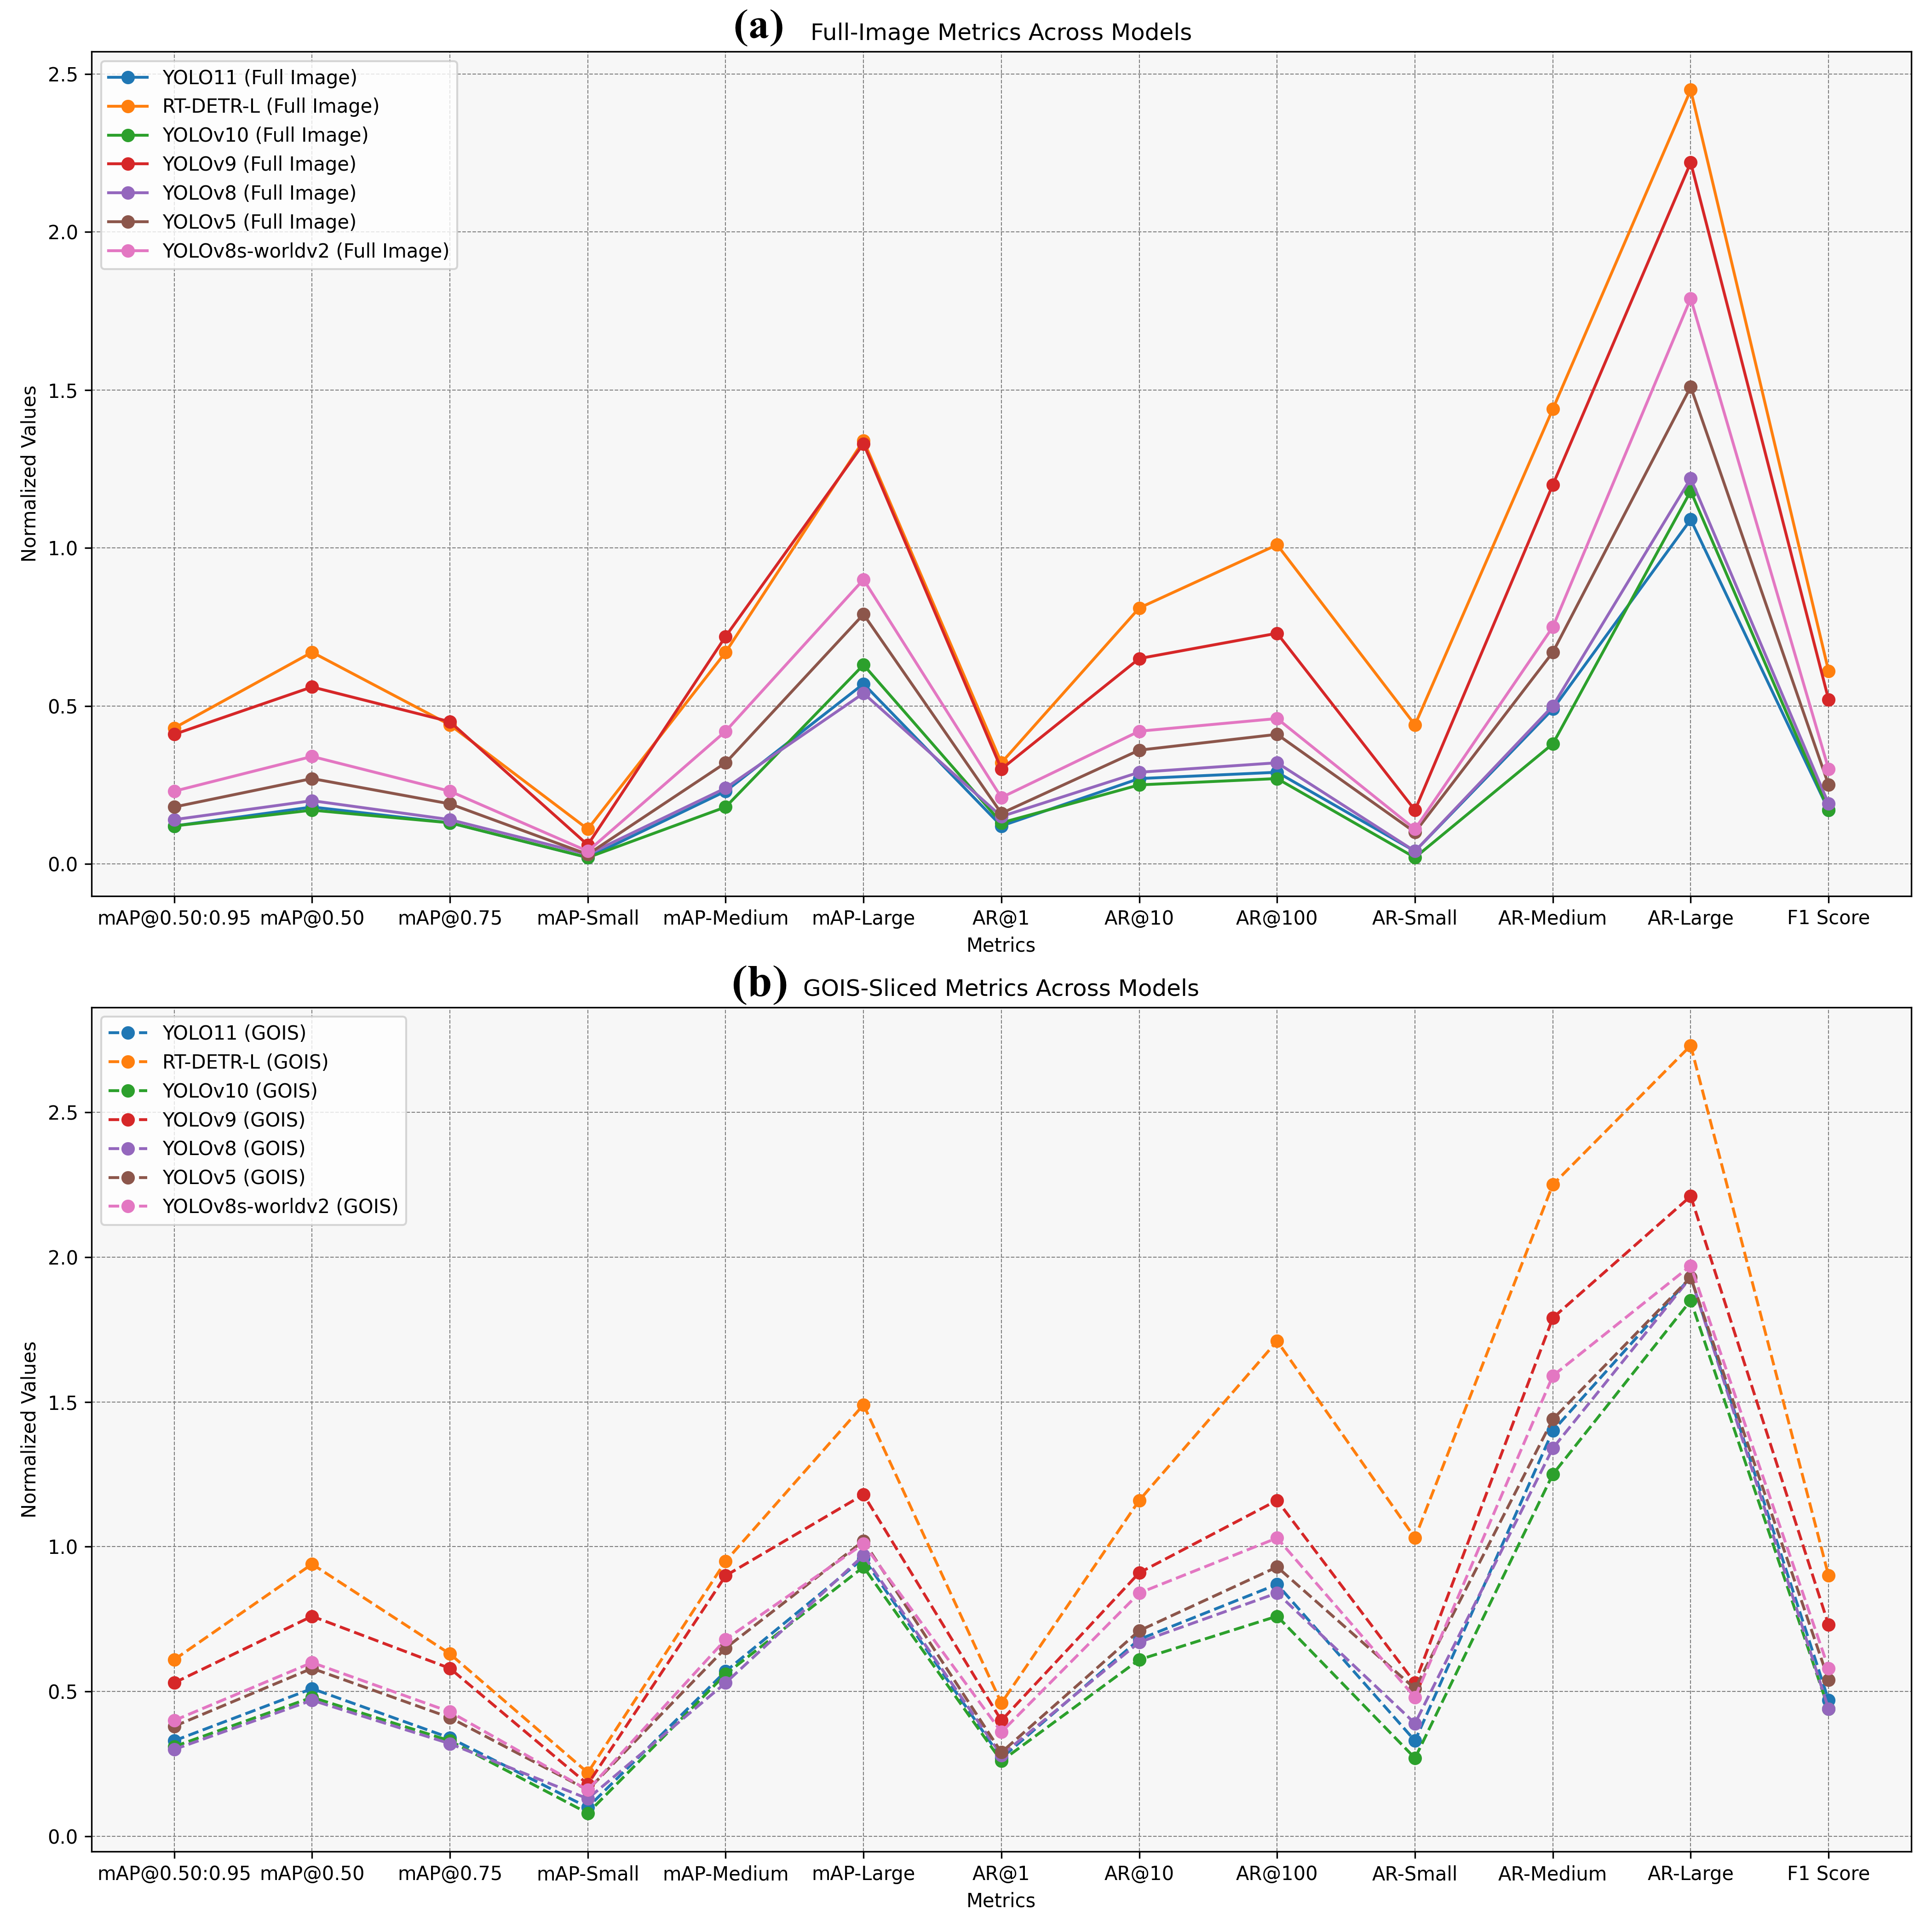 (a) Full-Image Metrics Across Models
YOLO11 (Full Image)
RT-DETR-L (Full Image)
YOLOv10 (Full Image)
YOLOv9 (Full Image)
YOLOv8 (Full Image)
YOLOv5 (Full Image)
YOLOv8s-worldv2 (Full Image)
2.5
2.0
1.5
1.0
0.5
0.0
Normalized Values
mAP@0.50:0.95 mAP@0.50 mAP@0.75 mAP-Small mAP-Medium mAP-Large AR@1 AR@10 AR@100 AR-Small AR-Medium AR-Large F1 Score
Metrics
(b) GOIS-Sliced Metrics Across Models
YOLO11 (GOIS)
RT-DETR-L (GOIS)
YOLOv10 (GOIS)
YOLOv9 (GOIS)
YOLOv8 (GOIS)
YOLOv5 (GOIS)
YOLOv8s-worldv2 (GOIS)
2.5
2.0
1.5
1.0
0.5
0.0
Normalized Values
mAP@0.50:0.95 mAP@0.50 mAP@0.75 mAP-Small mAP-Medium mAP-Large AR@1 AR@10 AR@100 AR-Small AR-Medium AR-Large F1 Score
Metrics